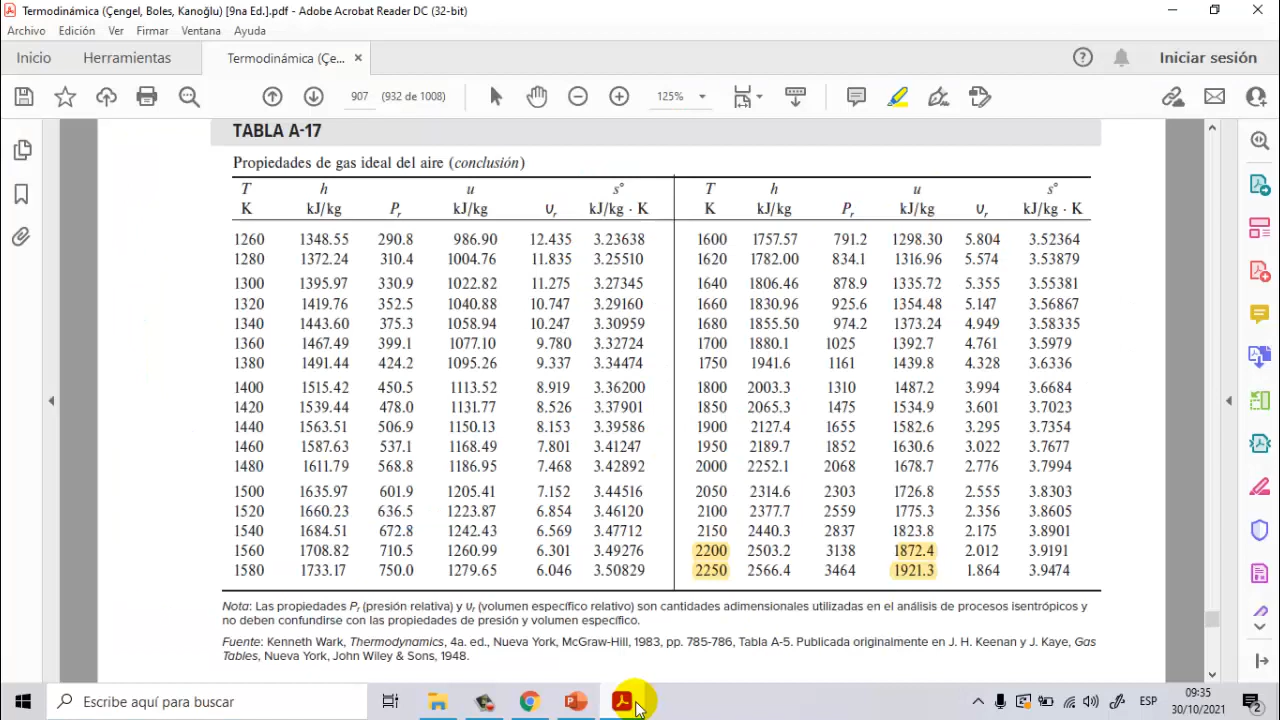 Termodinámica (Çengel, Boles, Kanoğlu) [9na Ed.].pdf - Adobe Acrobat Reader DC (32-bit)
Archivo Edición Ver Firmar Ventana Ayuda
Inicio Herramientas Termodinámica (Çe... × Iniciar sesión
907 (932 de 1008) 125%
TABLA A-17
Propiedades de gas ideal del aire (conclusión)
T h u s° T h u s°
K kJ/kg Pr kJ/kg υr kJ/kg · K K kJ/kg Pr kJ/kg υr kJ/kg · K
1260 1348.55 290.8 986.90 12.435 3.23638 1600 1757.57 791.2 1298.30 5.804 3.52364
1280 1372.24 310.4 1004.76 11.835 3.25510 1620 1782.00 834.1 1316.96 5.574 3.53879
1300 1395.97 330.9 1022.82 11.275 3.27345 1640 1806.46 878.9 1335.72 5.355 3.55381
1320 1419.76 352.5 1040.88 10.747 3.29160 1660 1830.96 925.6 1354.48 5.147 3.56867
1340 1443.60 375.3 1058.94 10.247 3.30959 1680 1855.50 974.2 1373.24 4.949 3.58335
1360 1467.49 399.1 1077.10 9.780 3.32724 1700 1880.1 1025 1392.7 4.761 3.5979
1380 1491.44 424.2 1095.26 9.337 3.34474 1750 1941.6 1161 1439.8 4.328 3.6336
1400 1515.42 450.5 1113.52 8.919 3.36200 1800 2003.3 1310 1487.2 3.994 3.6684
1420 1539.44 478.0 1131.77 8.526 3.37901 1850 2065.3 1475 1534.9 3.601 3.7023
1440 1563.51 506.9 1150.13 8.153 3.39586 1900 2127.4 1655 1582.6 3.295 3.7354
1460 1587.63 537.1 1168.49 7.801 3.41247 1950 2189.7 1852 1630.6 3.022 3.7677
1480 1611.79 568.8 1186.95 7.468 3.42892 2000 2252.1 2068 1678.7 2.776 3.7994
1500 1635.97 601.9 1205.41 7.152 3.44516 2050 2314.6 2303 1726.8 2.555 3.8303
1520 1660.23 636.5 1223.87 6.854 3.46120 2100 2377.7 2559 1775.3 2.356 3.8605
1540 1684.51 672.8 1242.43 6.569 3.47712 2150 2440.3 2837 1823.8 2.175 3.8901
1560 1708.82 710.5 1260.99 6.301 3.49276 2200 2503.2 3138 1872.4 2.012 3.9191
1580 1733.17 750.0 1279.65 6.046 3.50829 2250 2566.4 3464 1921.3 1.864 3.9474
Nota: Las propiedades Pr (presión relativa) y υr (volumen específico relativo) son cantidades adimensionales utilizadas en el análisis de procesos isentrópicos y
no deben confundirse con las propiedades de presión y volumen específico.
Fuente: Kenneth Wark, Thermodynamics, 4a. ed., Nueva York, McGraw-Hill, 1983, pp. 785-786, Tabla A-5. Publicada originalmente en J. H. Keenan y J. Kaye, Gas
Tables, Nueva York, John Wiley & Sons, 1948.
Escribe aquí para buscar
ESP
09:35
30/10/2021
2